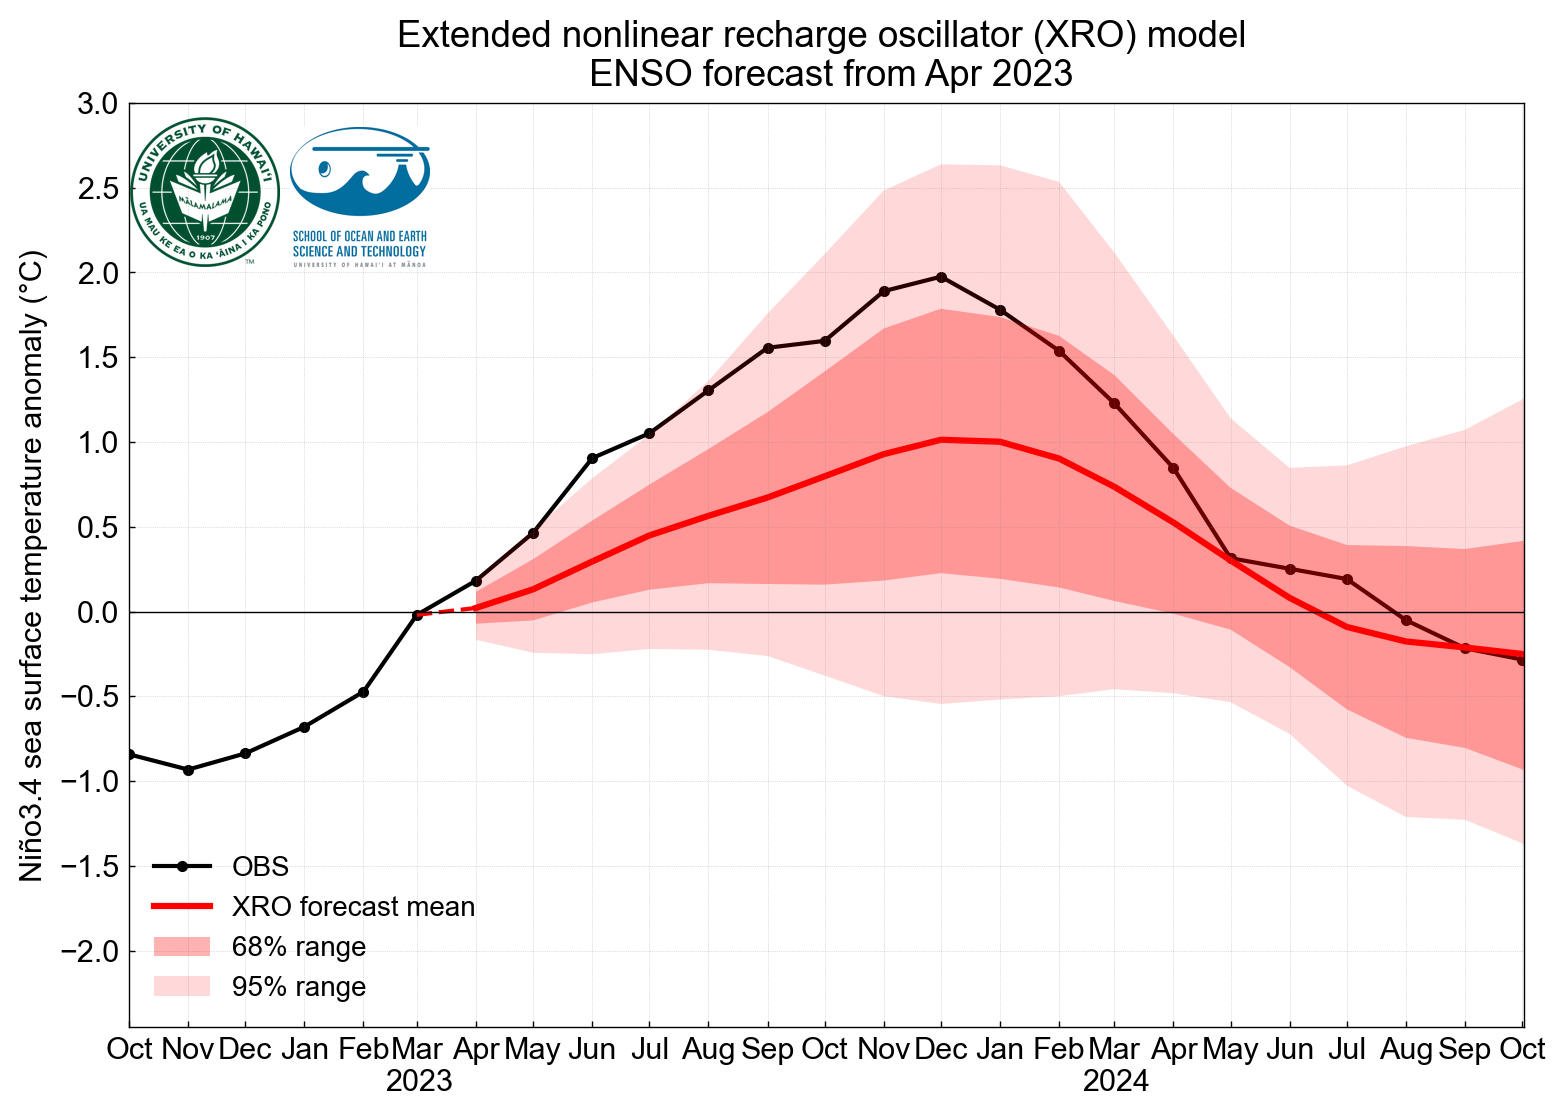 Extended nonlinear recharge oscillator (XRO) model
ENSO forecast from Apr 2023
Niño3.4 sea surface temperature anomaly (°C)
3.0
2.5
2.0
1.5
1.0
0.5
0.0
−0.5
−1.0
−1.5
−2.0
UNIVERSITY OF HAWAIʻI
MĀLAMALAMA
1907
UA MAU KE EA O KA ʻĀINA I KA PONO
TM
SCHOOL OF OCEAN AND EARTH
SCIENCE AND TECHNOLOGY
UNIVERSITY OF HAWAIʻI AT MĀNOA
OBS
XRO forecast mean
68% range
95% range
Oct Nov Dec Jan Feb Mar Apr May Jun Jul Aug Sep Oct Nov Dec Jan Feb Mar Apr May Jun Jul Aug Sep Oct
2023 2024